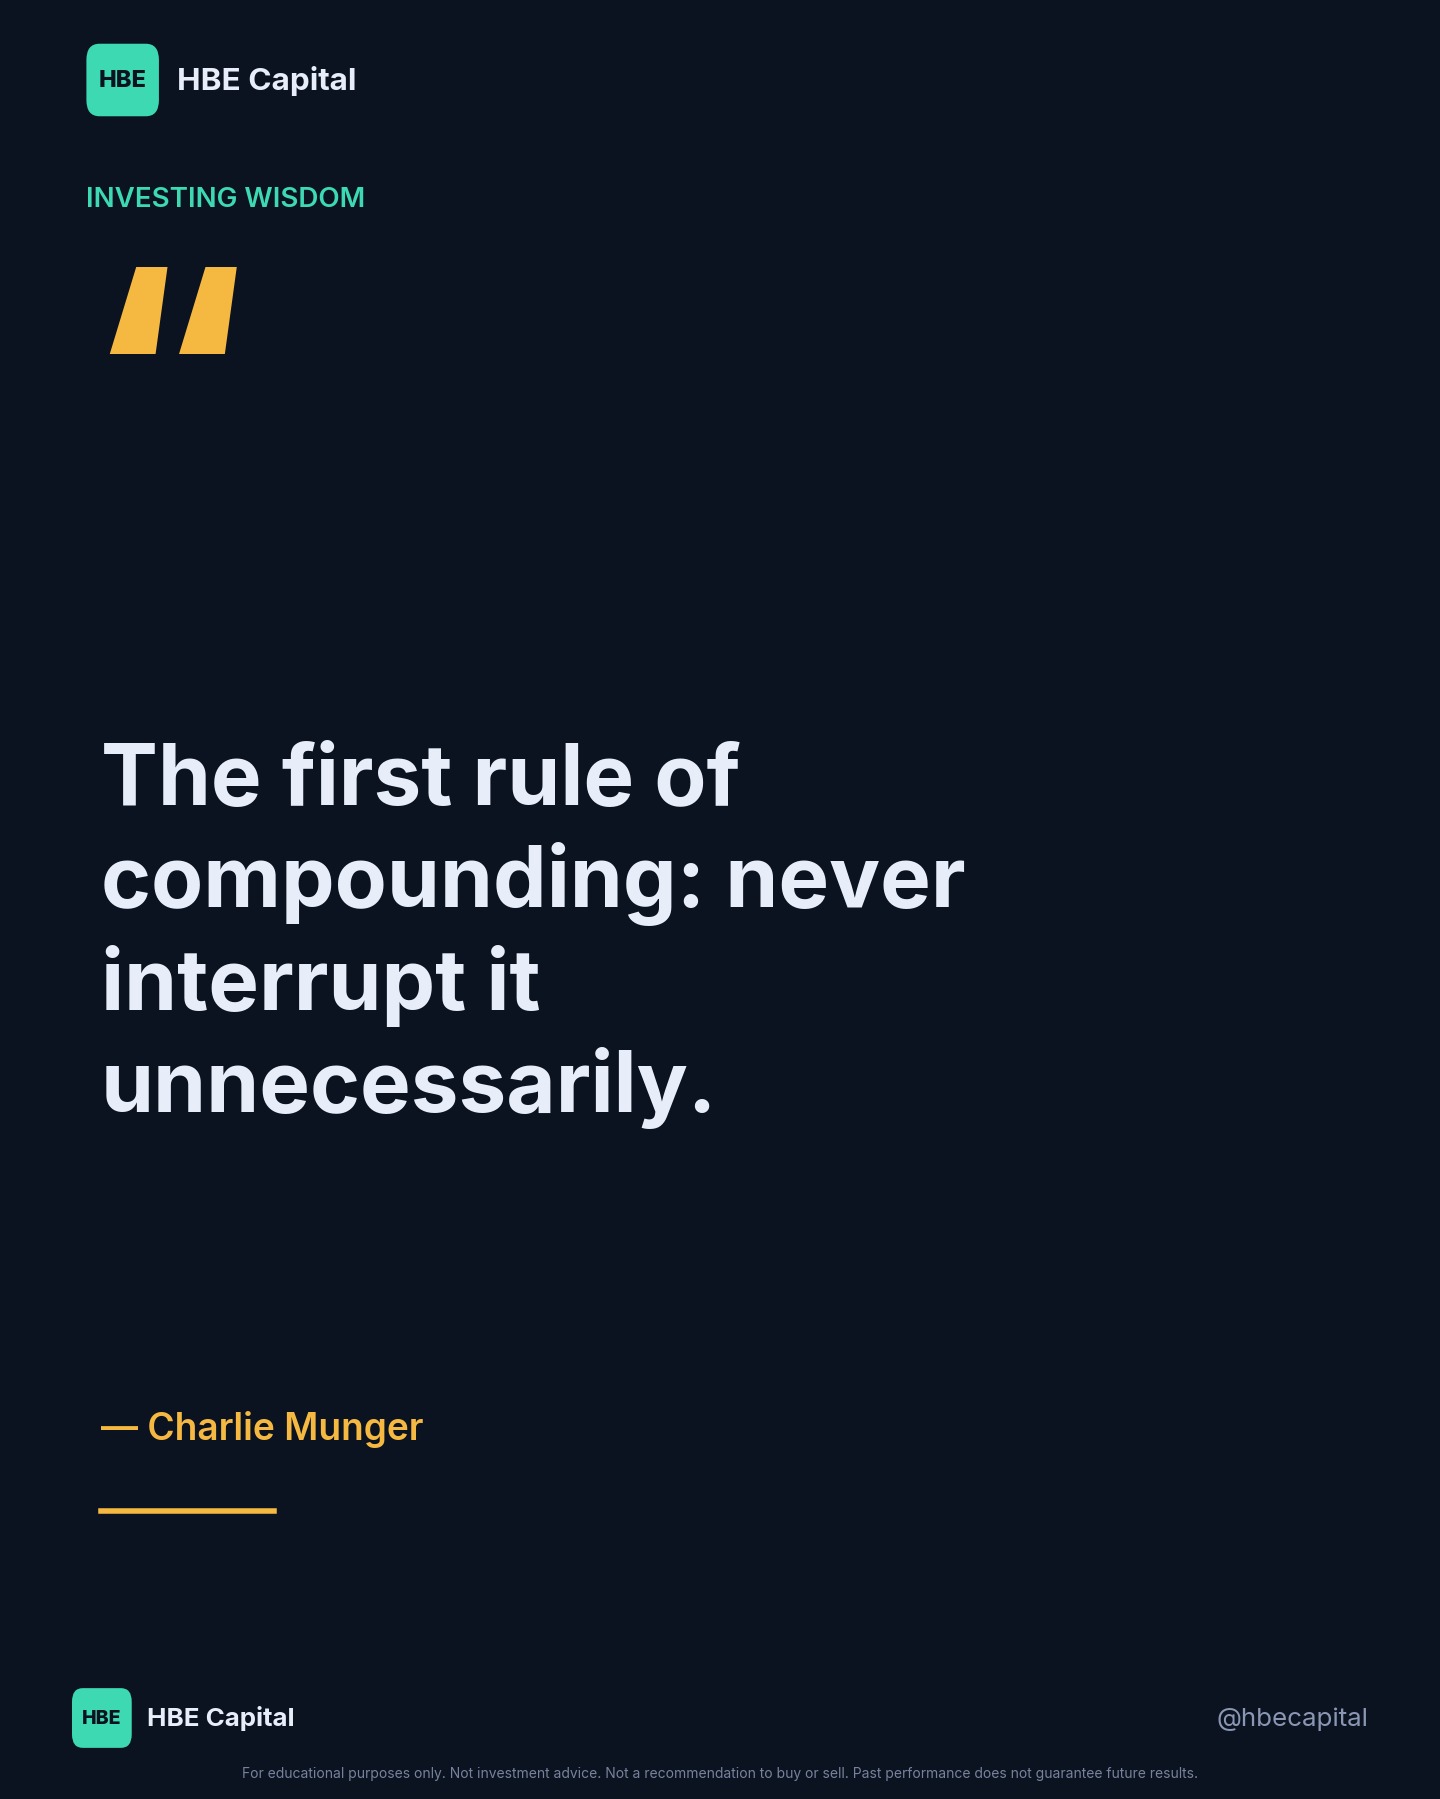 HBE HBE Capital
INVESTING WISDOM
"
The first rule of
compounding: never
interrupt it
unnecessarily.
— Charlie Munger
HBE HBE Capital
@hbecapital
For educational purposes only. Not investment advice. Not a recommendation to buy or sell. Past performance does not guarantee future results.